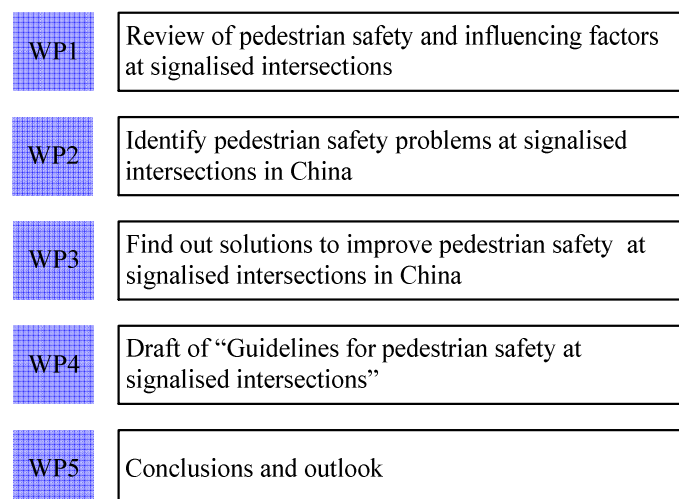 WP1
Review of pedestrian safety and influencing factors
at signalised intersections
WP2
Identify pedestrian safety problems at signalised
intersections in China
WP3
Find out solutions to improve pedestrian safety at
signalised intersections in China
WP4
Draft of “Guidelines for pedestrian safety at
signalised intersections”
WP5
Conclusions and outlook